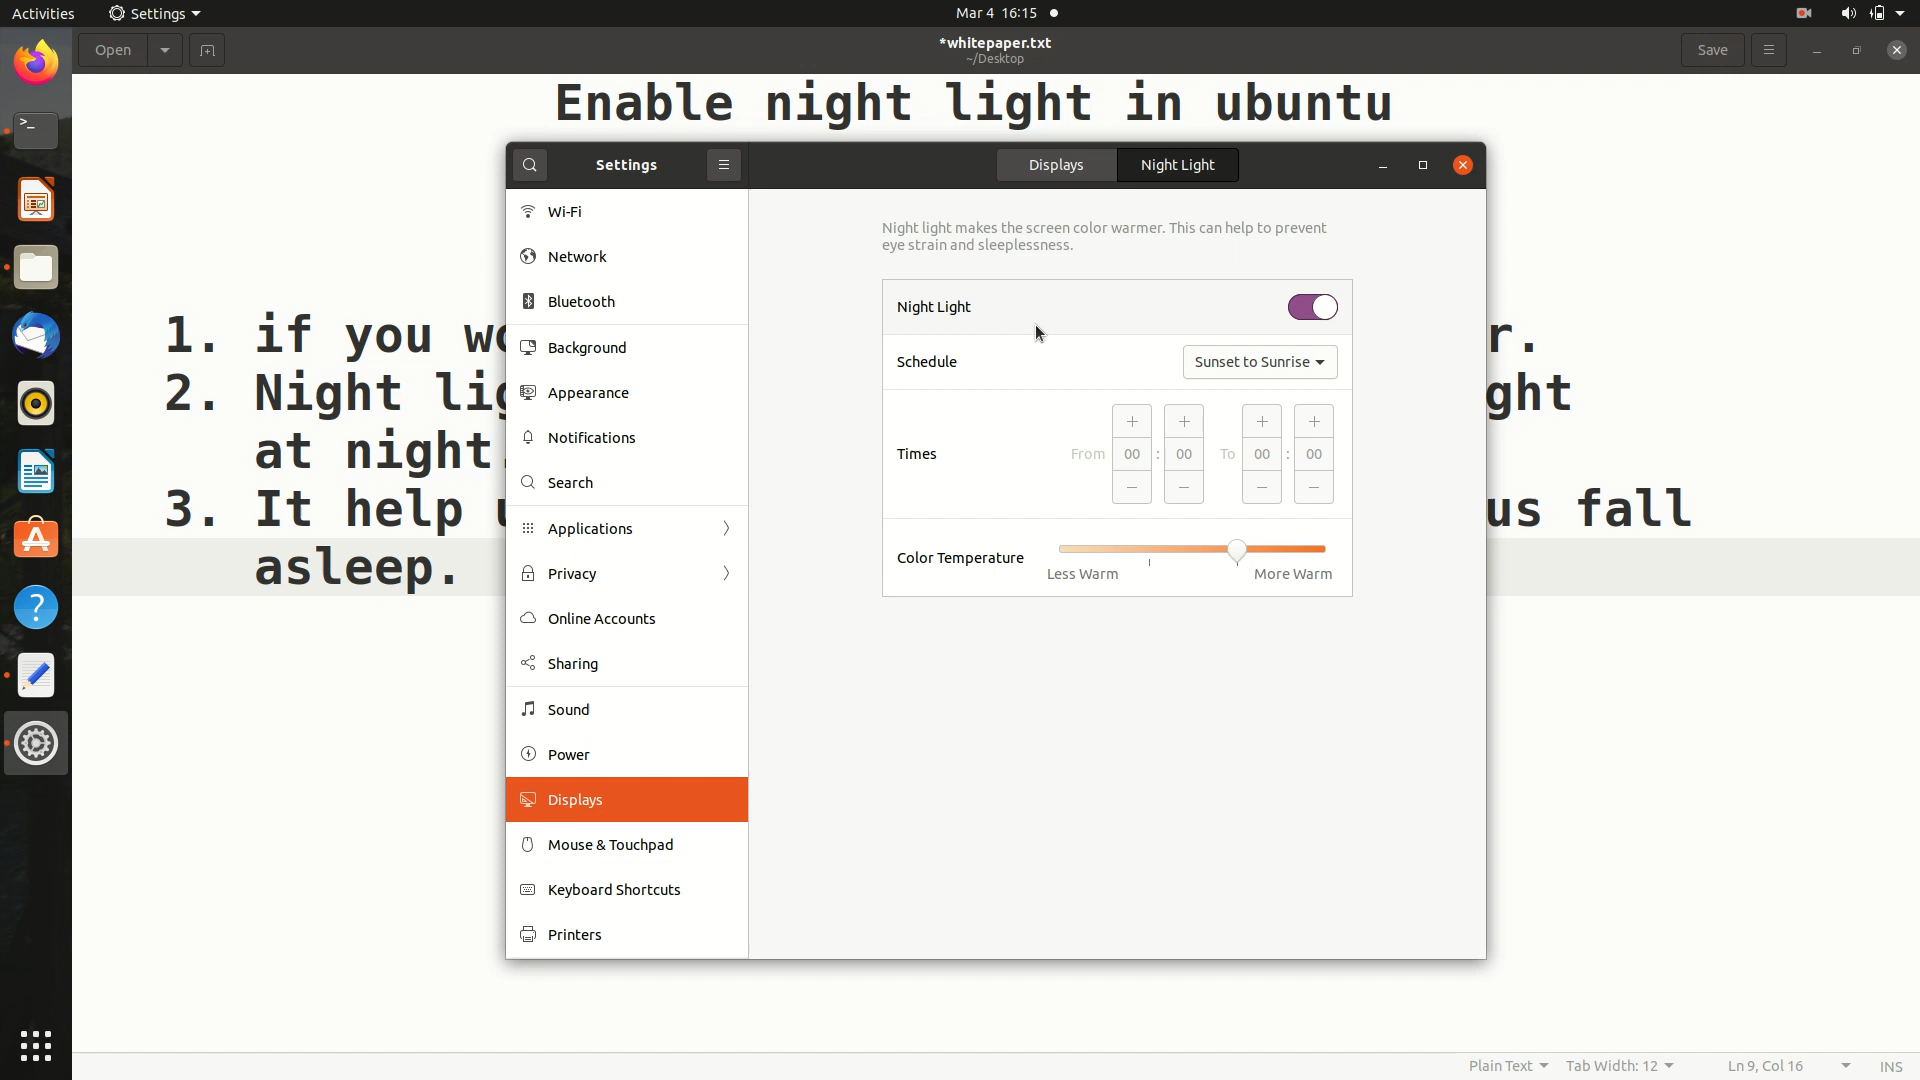 Activities
Settings
Mar 4 16:15
Open
*whitepaper.txt
~/Desktop
Save
Enable night light in ubuntu
Settings
Displays
Night Light
Wi-Fi
Network
Bluetooth
Background
Appearance
Notifications
Search
Applications
Privacy
Online Accounts
Sharing
Sound
Power
Displays
Mouse & Touchpad
Keyboard Shortcuts
Printers
Night light makes the screen color warmer. This can help to prevent
eye strain and sleeplessness.
Night Light
Schedule
Sunset to Sunrise
Times
From 00 : 00 To 00 : 00
Color Temperature
Less Warm
More Warm
1. if you
r.
2. Night
ght
at night.
3. It help
us fall
asleep.
Plain Text
Tab Width: 12
Ln 9, Col 16
INS